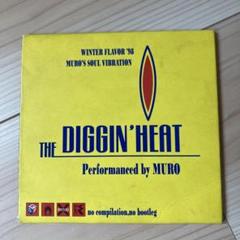 WINTER FLAVOR '98
MURO'S SOUL VIBRATION
THE DIGGIN' HEAT
Performanced by MURO
no compilation,no bootleg